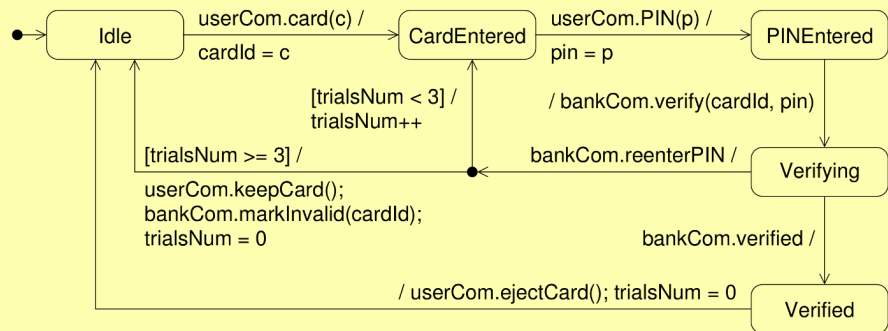 Idle
userCom.card(c) /
cardId = c
CardEntered
userCom.PIN(p) /
pin = p
PINEntered
[trialsNum < 3] /
trialsNum++
/ bankCom.verify(cardId, pin)
[trialsNum >= 3] /
userCom.keepCard();
bankCom.markInvalid(cardId);
trialsNum = 0
bankCom.reenterPIN /
Verifying
bankCom.verified /
/ userCom.ejectCard(); trialsNum = 0
Verified